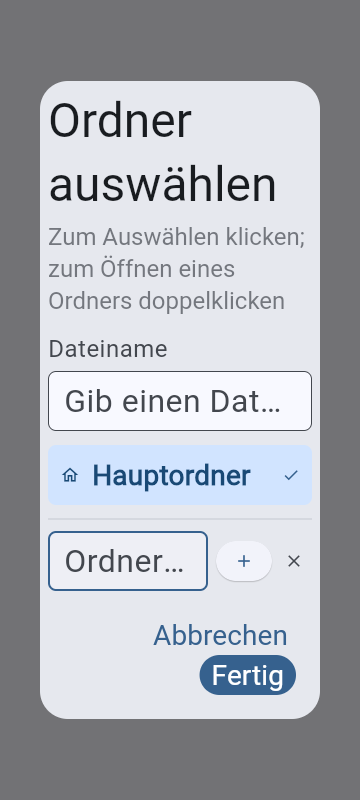 Ordner
auswählen
Zum Auswählen klicken;
zum Öffnen eines
Ordners doppelklicken
Dateiname
Gib einen Dat…
Hauptordner
Ordner…
Abbrechen
Fertig